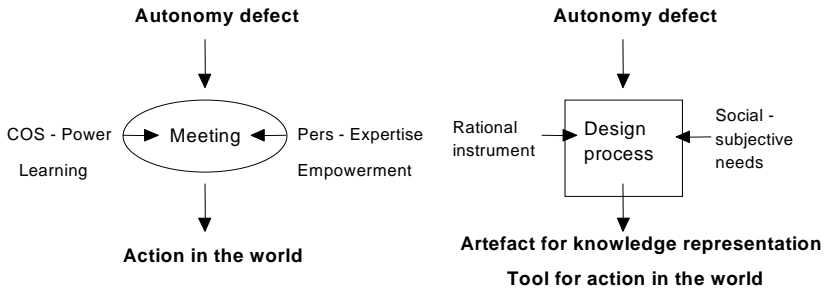 Autonomy defect
COS - Power
Learning
Meeting
Pers - Expertise
Empowerment
Action in the world
Autonomy defect
Rational
instrument
Design
process
Social -
subjective
needs
Artefact for knowledge representation
Tool for action in the world